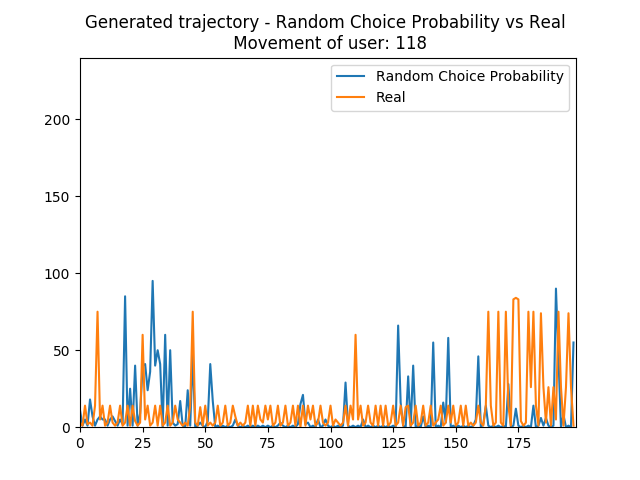 Generated trajectory - Random Choice Probability vs Real
Movement of user: 118
Random Choice Probability
Real
200
150
100
50
0
0 25 50 75 100 125 150 175